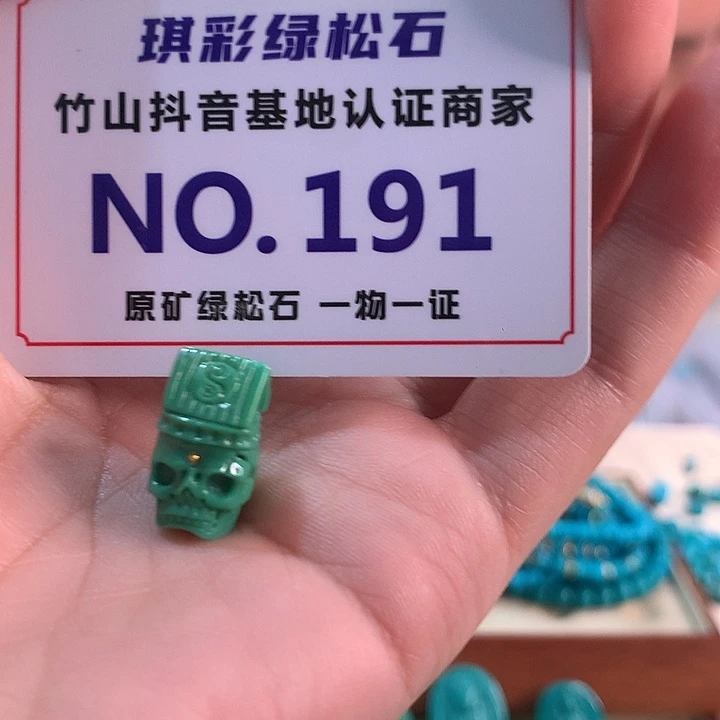 琪彩绿松石
竹山抖音基地认证商家
NO.191
原矿绿松石 一物一证